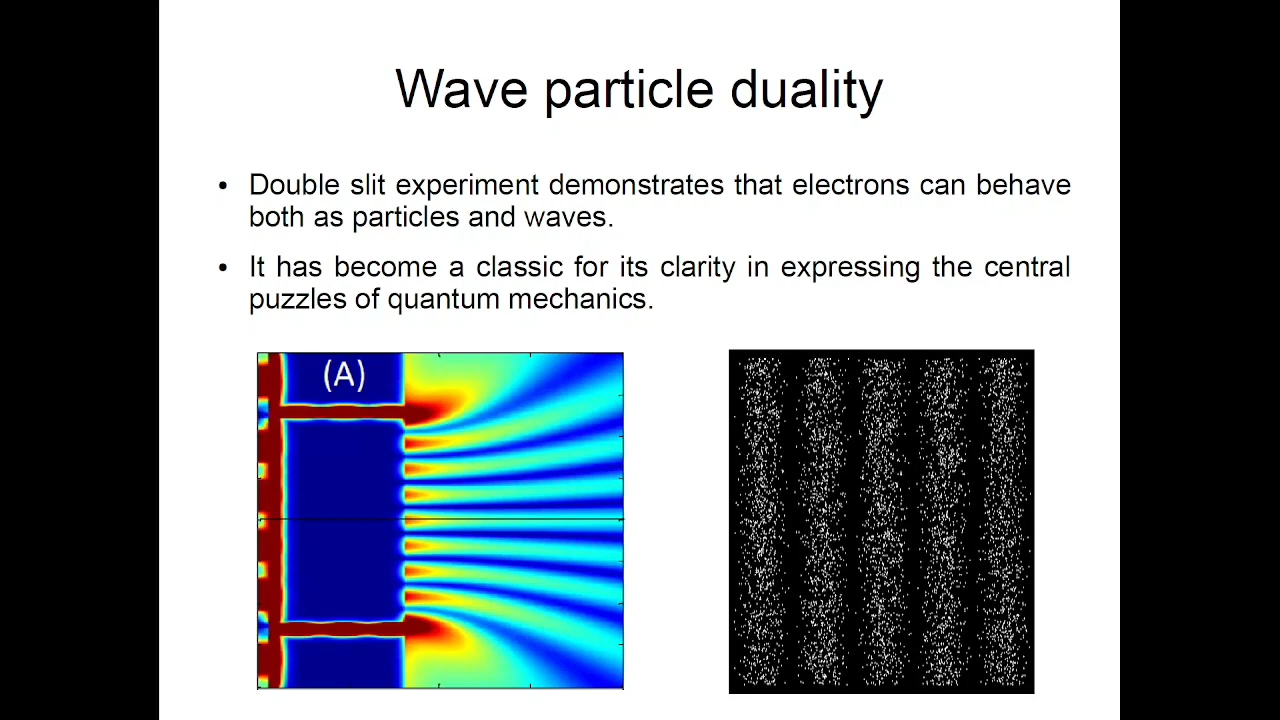 Wave particle duality
• Double slit experiment demonstrates that electrons can behave
both as particles and waves.
• It has become a classic for its clarity in expressing the central
puzzles of quantum mechanics.
(A)